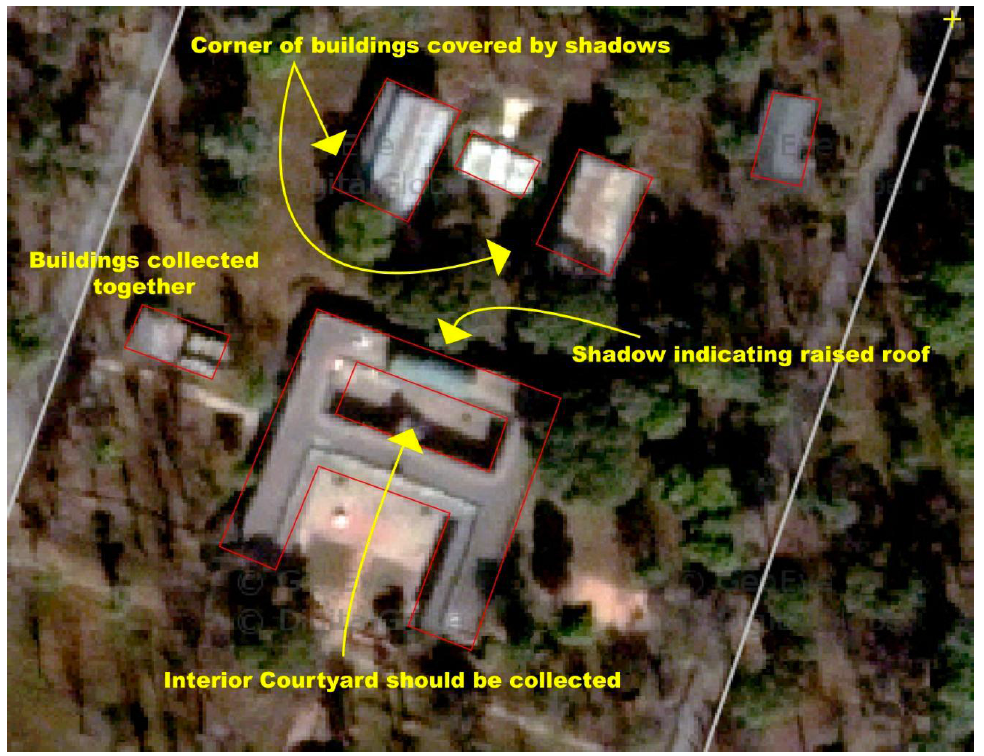 Corner of buildings covered by shadows
Buildings collected
together
Shadow indicating raised roof
Interior Courtyard should be collected